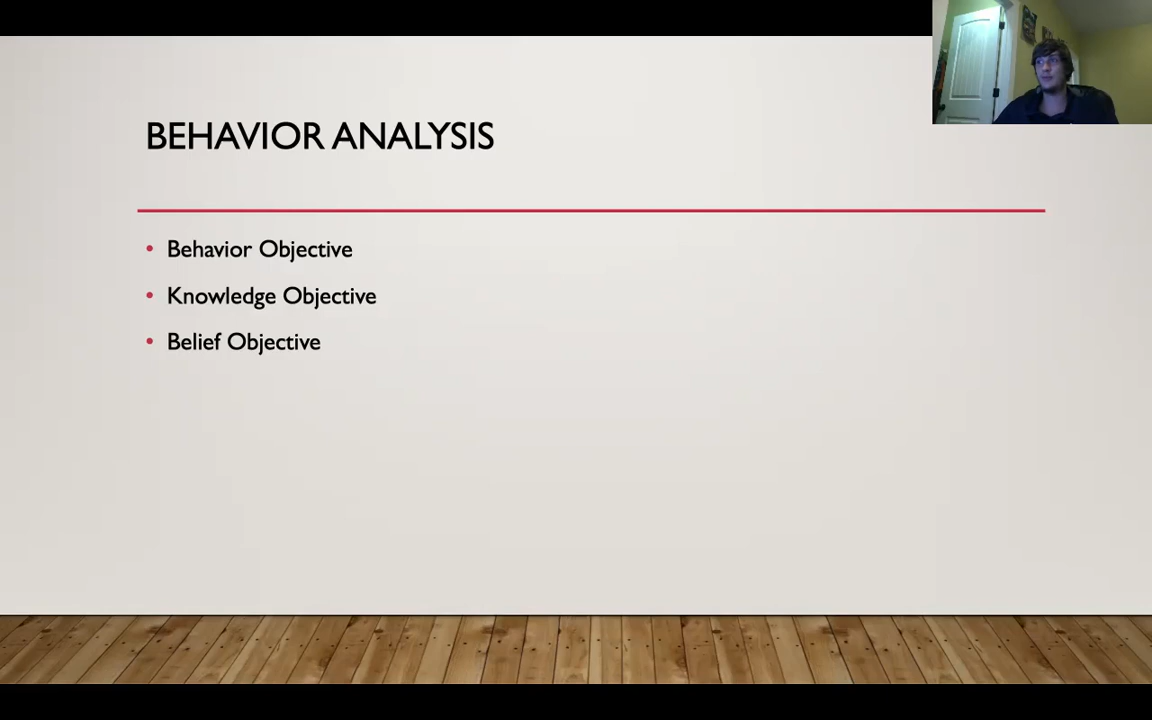 BEHAVIOR ANALYSIS
Behavior Objective
Knowledge Objective
Belief Objective